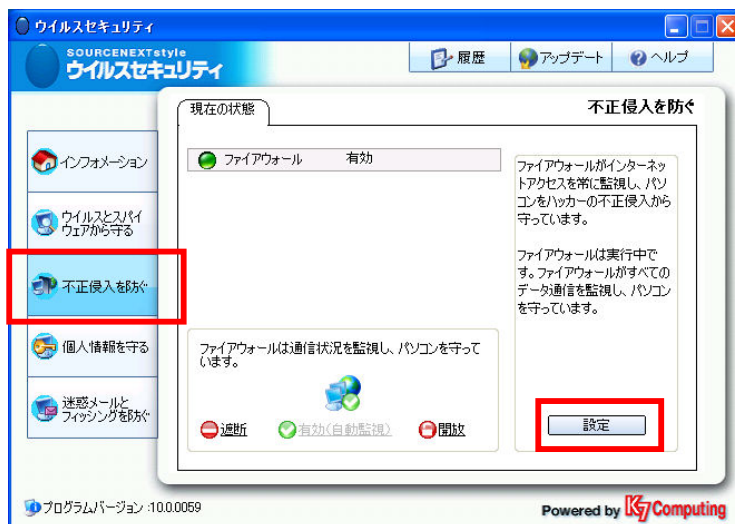 ウイルスセキュリティ
SOURCENEXTstyle
ウイルスセキュリティ
履歴
アップデート
ヘルプ
現在の状態
不正侵入を防ぐ
インフォメーション
ウイルスとスパイ
ウェアから守る
不正侵入を防ぐ
個人情報を守る
迷惑メールと
フィッシングを防ぐ
ファイアウォール 有効
ファイアウォールは通信状況を監視し、パソコンを守って
います。
遮断
有効(自動監視)
開放
ファイアウォールがインターネッ
トアクセスを常に監視し、パソ
コンをハッカーの不正侵入から
守っています。
ファイアウォールは実行中で
す。ファイアウォールがすべての
データ通信を監視し、パソコン
を守っています。
設定
プログラムバージョン :10.0.0059
Powered by K7Computing